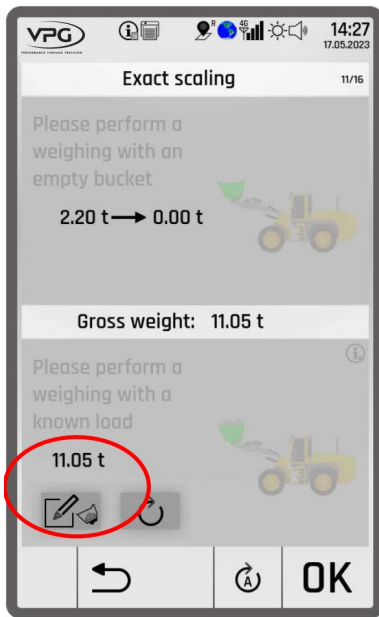 VPG
R
4G
14:27
17.05.2023
Exact scaling
11/16
Please perform a
weighing with an
empty bucket
2.20 t → 0.00 t
Gross weight: 11.05 t
Please perform a
weighing with a
known load
11.05 t
A
OK